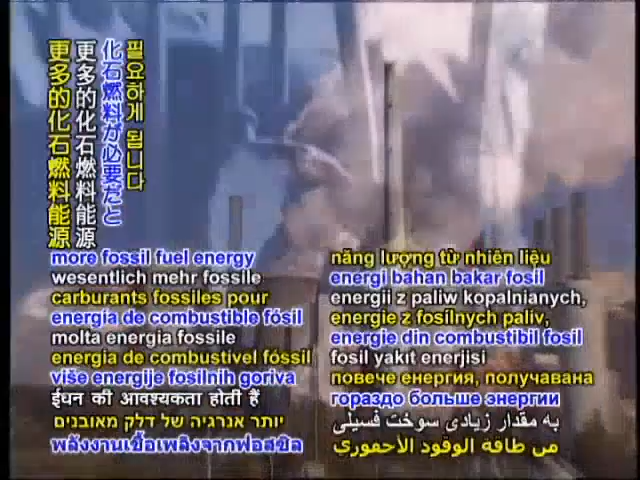 更多的化石燃料能源
更多的化石燃料能源
化石燃料が必要だと
필요하게 됩니다
more fossil fuel energy
wesentlich mehr fossile
carburants fossiles pour
energía de combustible fósil
molta energia fossile
energia de combustível fóssil
više energije fosilnih goriva
ईंधन की आवश्यकता होती हैं
יותר אנרגיה של דלק מאובנים
พลังงานเชื้อเพลิงจากฟอสซิล
năng lượng từ nhiên liệu
energi bahan bakar fosil
energii z paliw kopalnianych,
energie z fosílnych palív,
energie din combustibil fosil
fosil yakıt enerjisi
повече енергия, получавана
гораздо больше энергии
به مقدار زیادی سوخت فسیلی
من طاقة الوقود الأحفوري